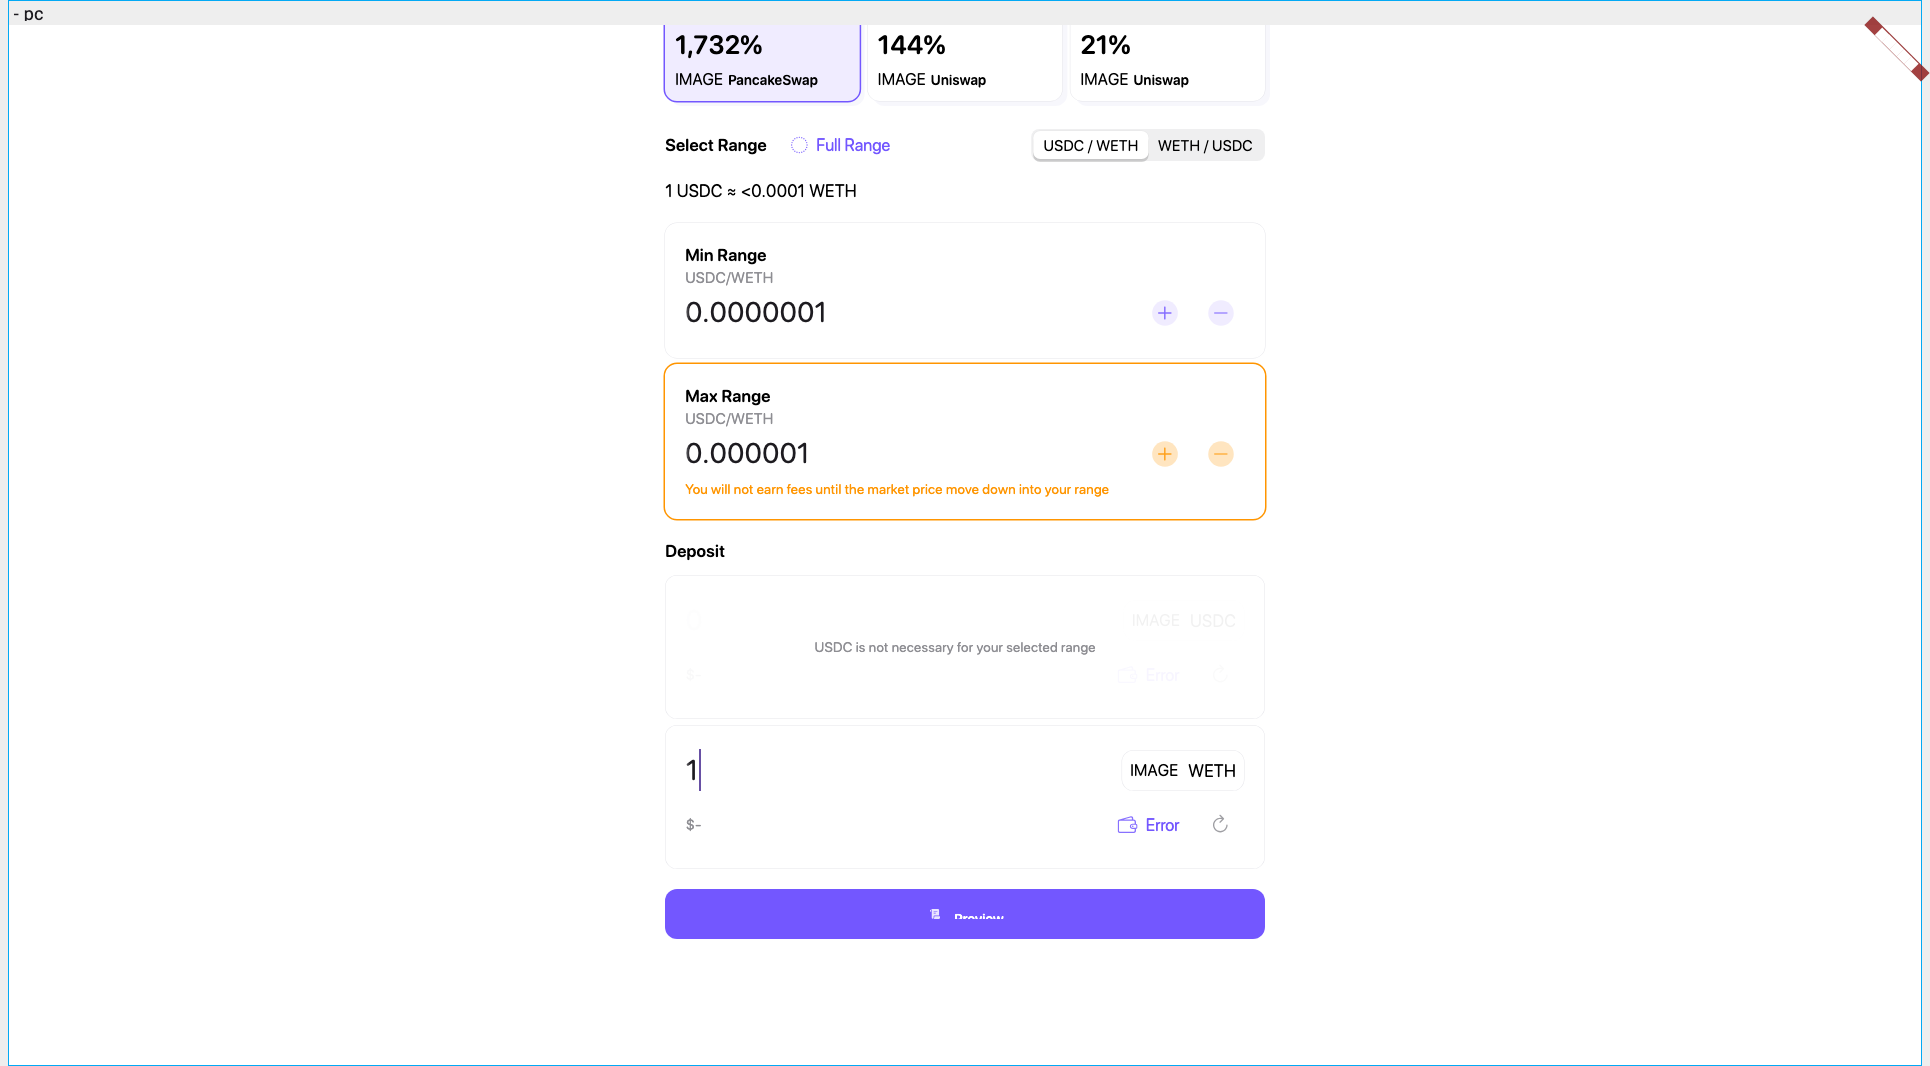 - pc
1,732%
IMAGE PancakeSwap
144%
IMAGE Uniswap
21%
IMAGE Uniswap
Select Range
Full Range
USDC / WETH
WETH / USDC
1 USDC ≈ <0.0001 WETH
Min Range
USDC/WETH
0.0000001
Max Range
USDC/WETH
0.000001
You will not earn fees until the market price move down into your range
Deposit
0
IMAGE USDC
USDC is not necessary for your selected range
$-
Error
1
IMAGE WETH
$-
Error
Preview